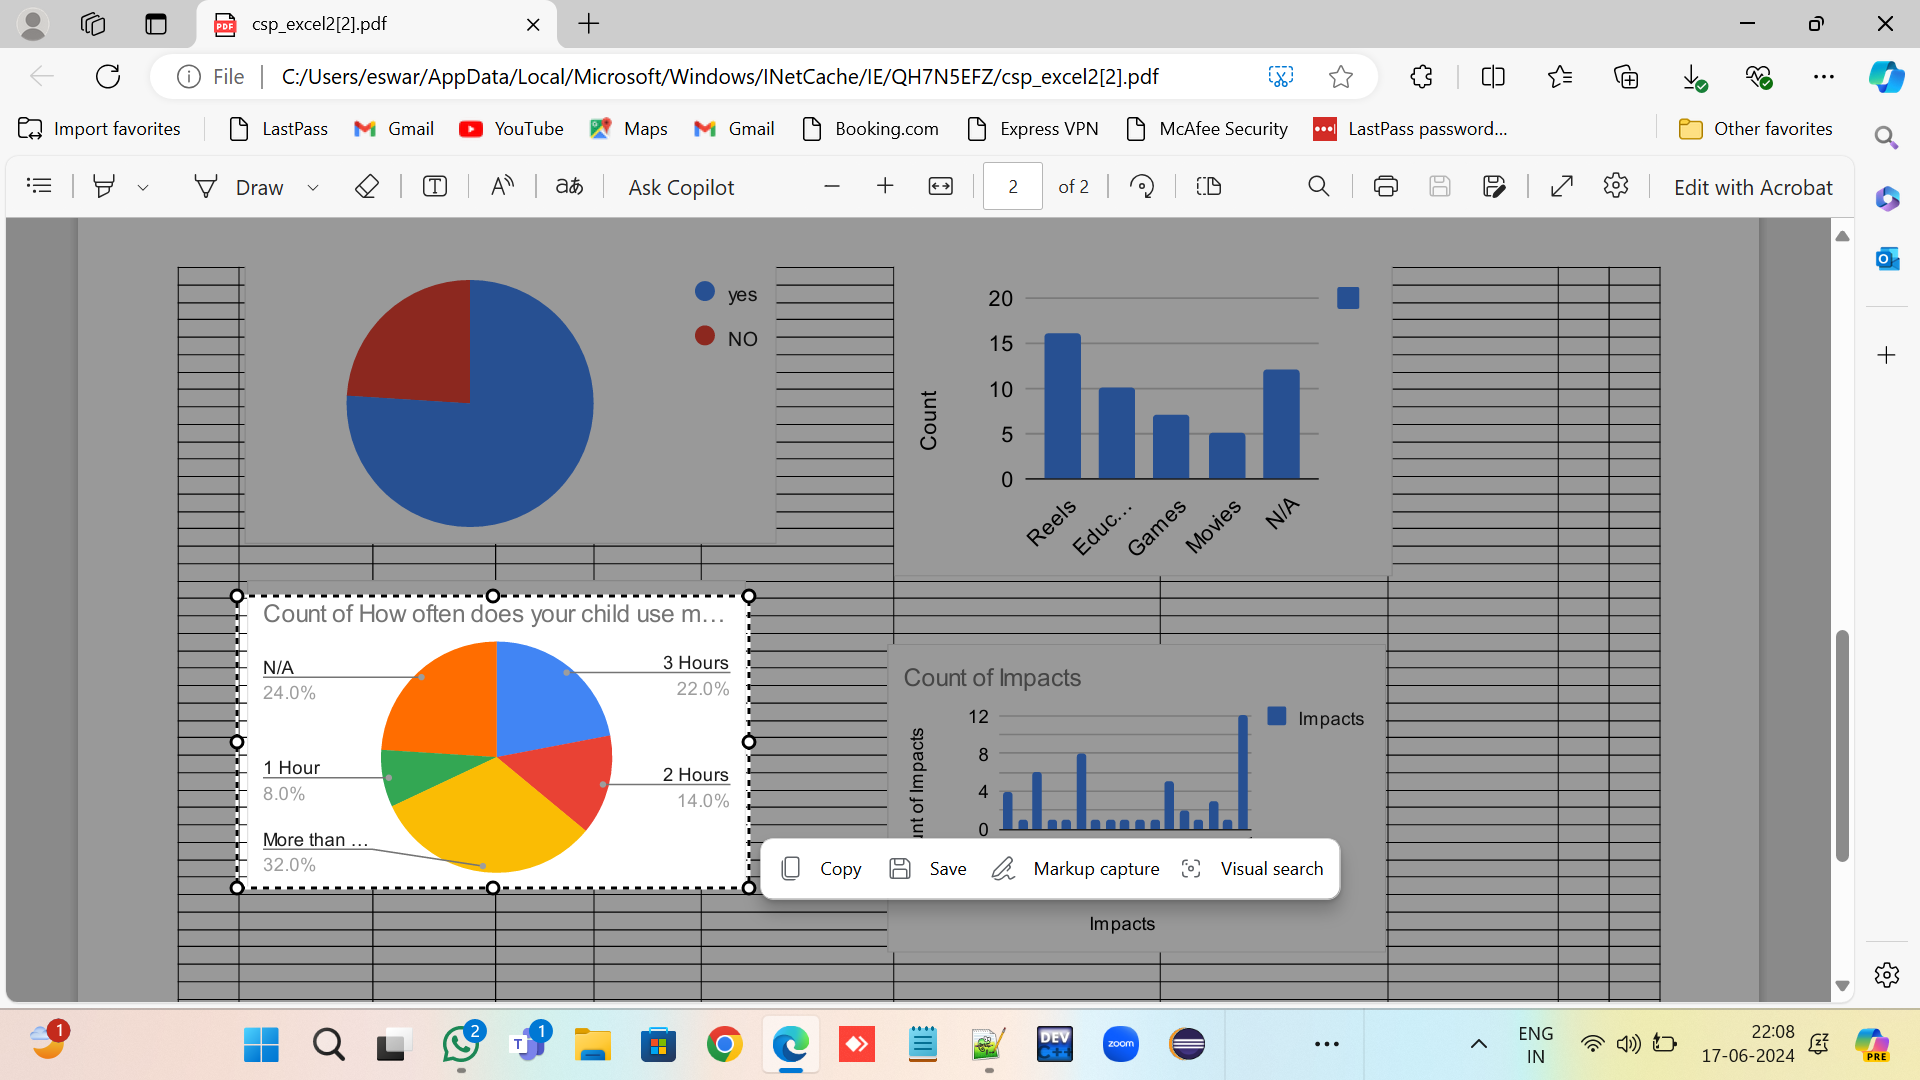 csp_excel2[2].pdf
File
C:/Users/eswar/AppData/Local/Microsoft/Windows/INetCache/IE/QH7N5EFZ/csp_excel2[2].pdf
Import favorites
LastPass
Gmail
YouTube
Maps
Gmail
Booking.com
Express VPN
McAfee Security
LastPass password...
Other favorites
Draw
Ask Copilot
2
of 2
Edit with Acrobat
yes
NO
20
15
10
5
0
Count
Reels
Educ...
Games
Movies
N/A
Count of How often does your child use m...
N/A
24.0%
1 Hour
8.0%
More than ...
32.0%
3 Hours
22.0%
2 Hours
14.0%
Count of Impacts
12
8
4
0
nt of Impacts
Impacts
Copy
Save
Markup capture
Visual search
Impacts
1
2
1
DEV
C++
zoom
ENG
IN
22:08
17-06-2024
PRE